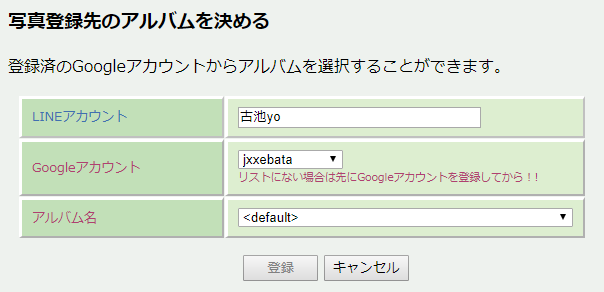 写真登録先のアルバムを決める
登録済のGoogleアカウントからアルバムを選択することができます。
LINEアカウント
古池yo
Googleアカウント
jxxebata
リストにない場合は先にGoogleアカウントを登録してから！！
アルバム名
<default>
登録 キャンセル